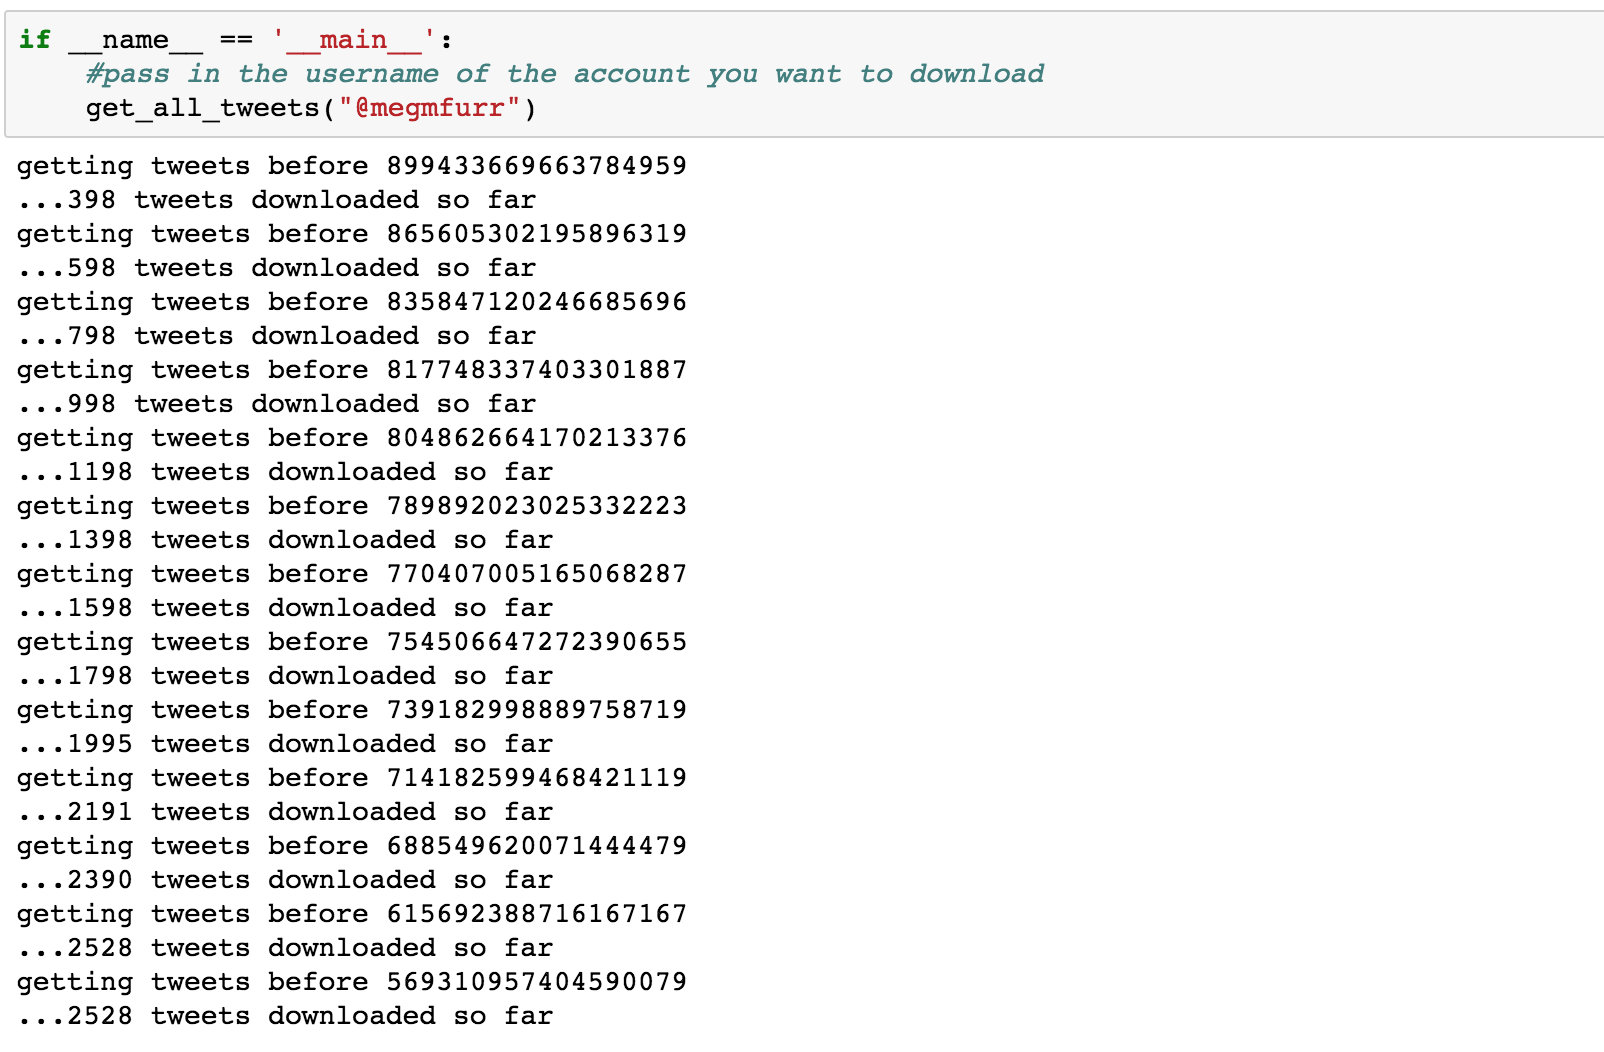 if __name__ == '__main__':
    #pass in the username of the account you want to download
    get_all_tweets("@megmfurr")
getting tweets before 899433669663784959
...398 tweets downloaded so far
getting tweets before 865605302195896319
...598 tweets downloaded so far
getting tweets before 835847120246685696
...798 tweets downloaded so far
getting tweets before 817748337403301887
...998 tweets downloaded so far
getting tweets before 804862664170213376
...1198 tweets downloaded so far
getting tweets before 789892023025332223
...1398 tweets downloaded so far
getting tweets before 770407005165068287
...1598 tweets downloaded so far
getting tweets before 754506647272390655
...1798 tweets downloaded so far
getting tweets before 739182998889758719
...1995 tweets downloaded so far
getting tweets before 714182599468421119
...2191 tweets downloaded so far
getting tweets before 688549620071444479
...2390 tweets downloaded so far
getting tweets before 615692388716167167
...2528 tweets downloaded so far
getting tweets before 569310957404590079
...2528 tweets downloaded so far